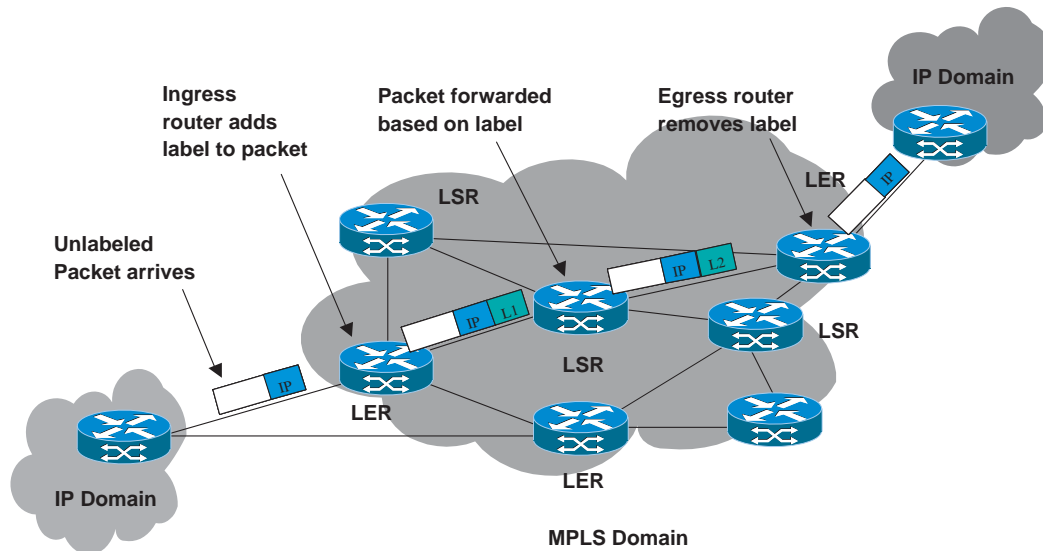 IP Domain
Ingress
router adds
label to packet
Packet forwarded
based on label
Egress router
removes label
LER
IP
LSR
Unlabeled
Packet arrives
IP
L2
IP
L1
LSR
LSR
IP
LER
LER
IP Domain
MPLS Domain